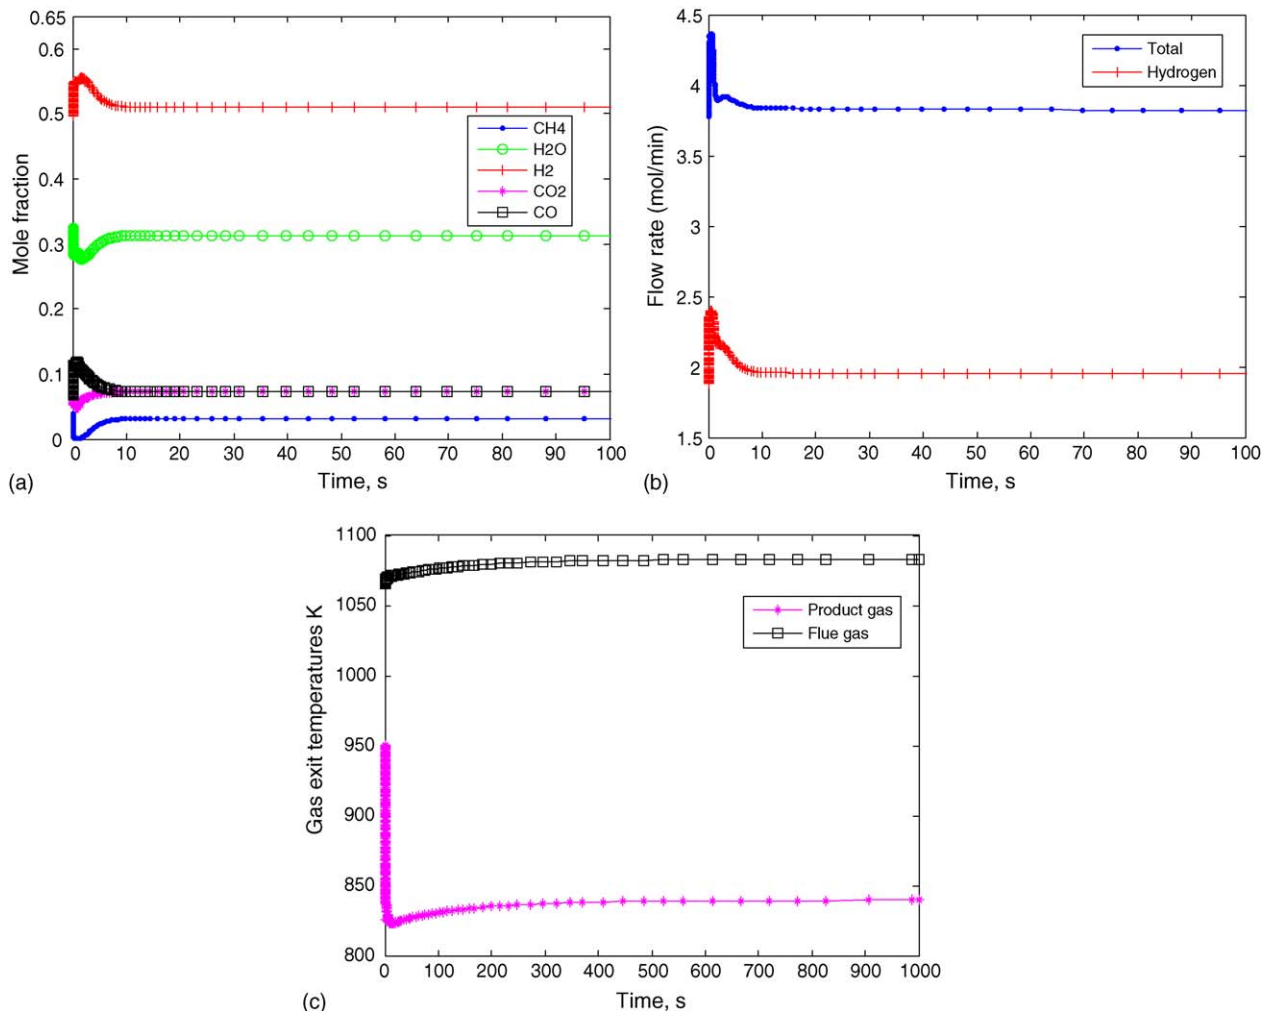 0.65
0.6
0.5
0.4
0.3
0.2
0.1
0
Mole fraction
CH4
H2O
H2
CO2
CO
0 10 20 30 40 50 60 70 80 90 100
(a)
Time, s
4.5
4
3.5
3
2.5
2
1.5
Flow rate (mol/min)
Total
Hydrogen
0 10 20 30 40 50 60 70 80 90 100
(b)
Time, s
1100
1050
1000
950
900
850
800
Gas exit temperatures K
Product gas
Flue gas
0 100 200 300 400 500 600 700 800 900 1000
(c)
Time, s